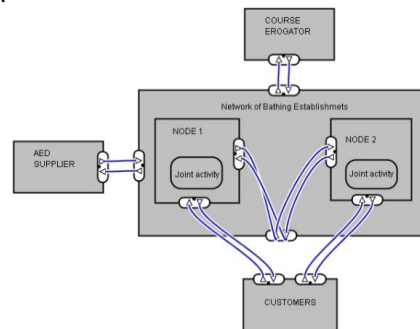 COURSE
EROGATOR
Network of Bathing Establishmets
NODE 1
NODE 2
AED
SUPPLIER
Joint activity
Joint activity
CUSTOMERS